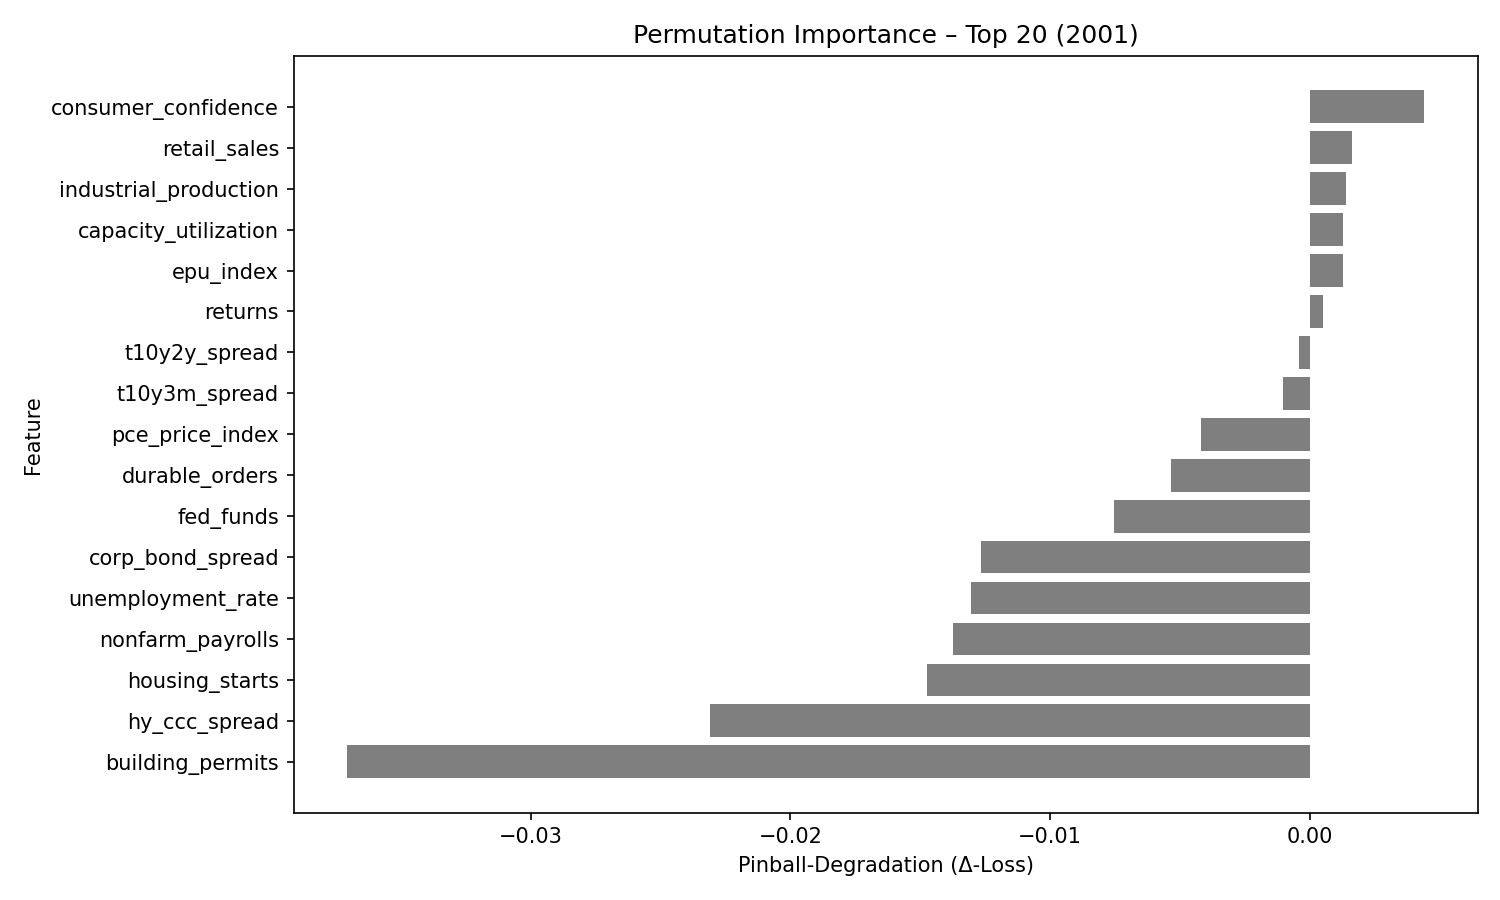 Permutation Importance – Top 20 (2001)
consumer_confidence
retail_sales
industrial_production
capacity_utilization
epu_index
returns
t10y2y_spread
t10y3m_spread
pce_price_index
durable_orders
fed_funds
corp_bond_spread
unemployment_rate
nonfarm_payrolls
housing_starts
hy_ccc_spread
building_permits
Feature
−0.03 −0.02 −0.01 0.00
Pinball-Degradation (Δ-Loss)